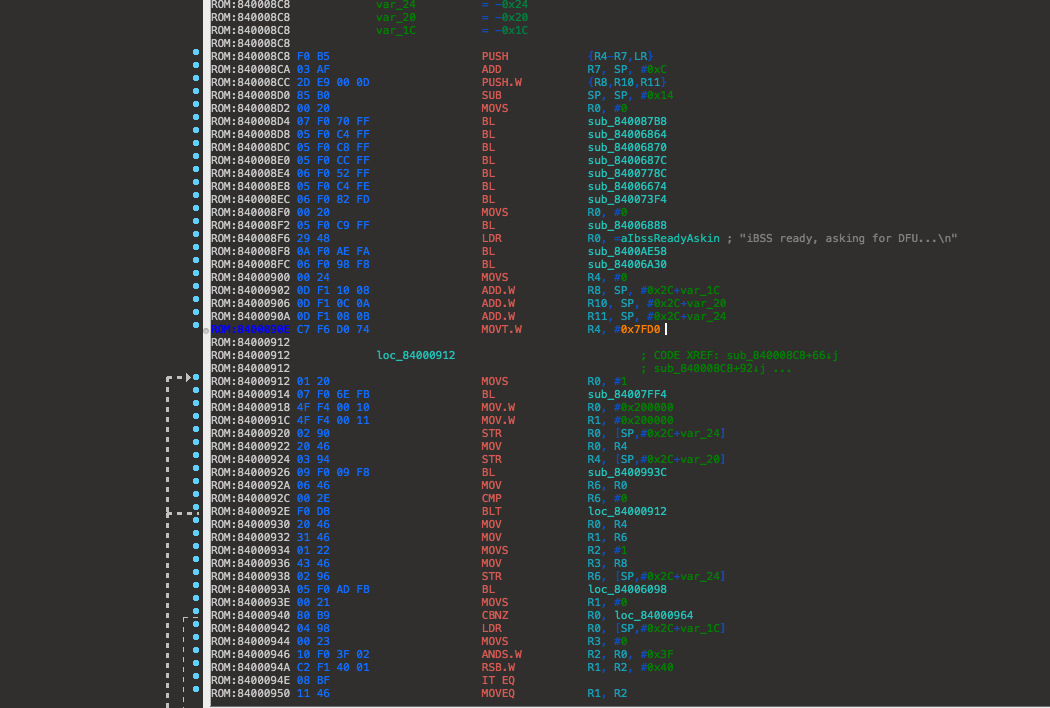 ROM:840008C8 var_24 = -0x24
ROM:840008C8 var_20 = -0x20
ROM:840008C8 var_1C = -0x1C
ROM:840008C8
ROM:840008C8 F0 B5 PUSH {R4-R7,LR}
ROM:840008CA 03 AF ADD R7, SP, #0xC
ROM:840008CC 2D E9 00 0D PUSH.W {R8,R10,R11}
ROM:840008D0 85 B0 SUB SP, SP, #0x14
ROM:840008D2 00 20 MOVS R0, #0
ROM:840008D4 07 F0 70 FF BL sub_840087B8
ROM:840008D8 05 F0 C4 FF BL sub_84006864
ROM:840008DC 05 F0 C8 FF BL sub_84006870
ROM:840008E0 05 F0 CC FF BL sub_8400687C
ROM:840008E4 06 F0 52 FF BL sub_8400778C
ROM:840008E8 05 F0 C4 FE BL sub_84006674
ROM:840008EC 06 F0 82 FD BL sub_840073F4
ROM:840008F0 00 20 MOVS R0, #0
ROM:840008F2 05 F0 C9 FF BL sub_84006888
ROM:840008F6 29 48 LDR R0, =aIbssReadyAskin ; "iBSS ready, asking for DFU...\n"
ROM:840008F8 0A F0 AE FA BL sub_8400AE58
ROM:840008FC 06 F0 98 F8 BL sub_84006A30
ROM:84000900 00 24 MOVS R4, #0
ROM:84000902 0D F1 10 08 ADD.W R8, SP, #0x2C+var_1C
ROM:84000906 0D F1 0C 0A ADD.W R10, SP, #0x2C+var_20
ROM:8400090A 0D F1 08 0B ADD.W R11, SP, #0x2C+var_24
ROM:8400090E C7 F6 D0 74 MOVT.W R4, #0x7FD0
ROM:84000912
ROM:84000912 loc_84000912 ; CODE XREF: sub_840008C8+66↓j
ROM:84000912 ; sub_840008C8+92↓j ...
ROM:84000912 01 20 MOVS R0, #1
ROM:84000914 07 F0 6E FB BL sub_84007FF4
ROM:84000918 4F F4 00 10 MOV.W R0, #0x200000
ROM:8400091C 4F F4 00 11 MOV.W R1, #0x200000
ROM:84000920 02 90 STR R0, [SP,#0x2C+var_24]
ROM:84000922 20 46 MOV R0, R4
ROM:84000924 03 94 STR R4, [SP,#0x2C+var_20]
ROM:84000926 09 F0 09 F8 BL sub_8400993C
ROM:8400092A 06 46 MOV R6, R0
ROM:8400092C 00 2E CMP R6, #0
ROM:8400092E F0 DB BLT loc_84000912
ROM:84000930 20 46 MOV R0, R4
ROM:84000932 31 46 MOV R1, R6
ROM:84000934 01 22 MOVS R2, #1
ROM:84000936 43 46 MOV R3, R8
ROM:84000938 02 96 STR R6, [SP,#0x2C+var_24]
ROM:8400093A 05 F0 AD FB BL loc_84006098
ROM:8400093E 00 21 MOVS R1, #0
ROM:84000940 80 B9 CBNZ R0, loc_84000964
ROM:84000942 04 98 LDR R0, [SP,#0x2C+var_1C]
ROM:84000944 00 23 MOVS R3, #0
ROM:84000946 10 F0 3F 02 ANDS.W R2, R0, #0x3F
ROM:8400094A C2 F1 40 01 RSB.W R1, R2, #0x40
ROM:8400094E 08 BF IT EQ
ROM:84000950 11 46 MOVEQ R1, R2